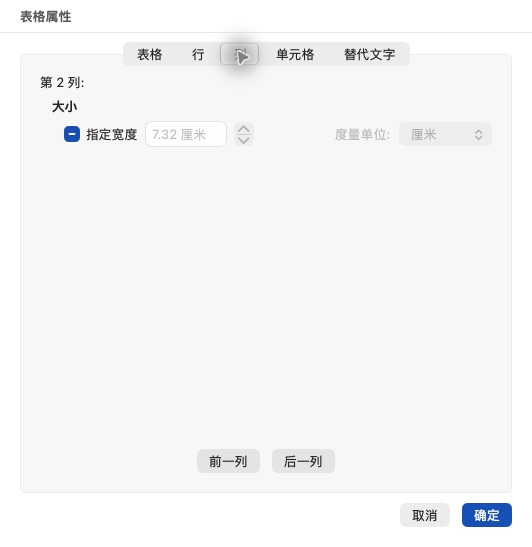 表格属性
表格 行 单元格 替代文字
第 2 列:
大小
指定宽度 7.32 厘米 度量单位: 厘米
前一列 后一列
取消 确定